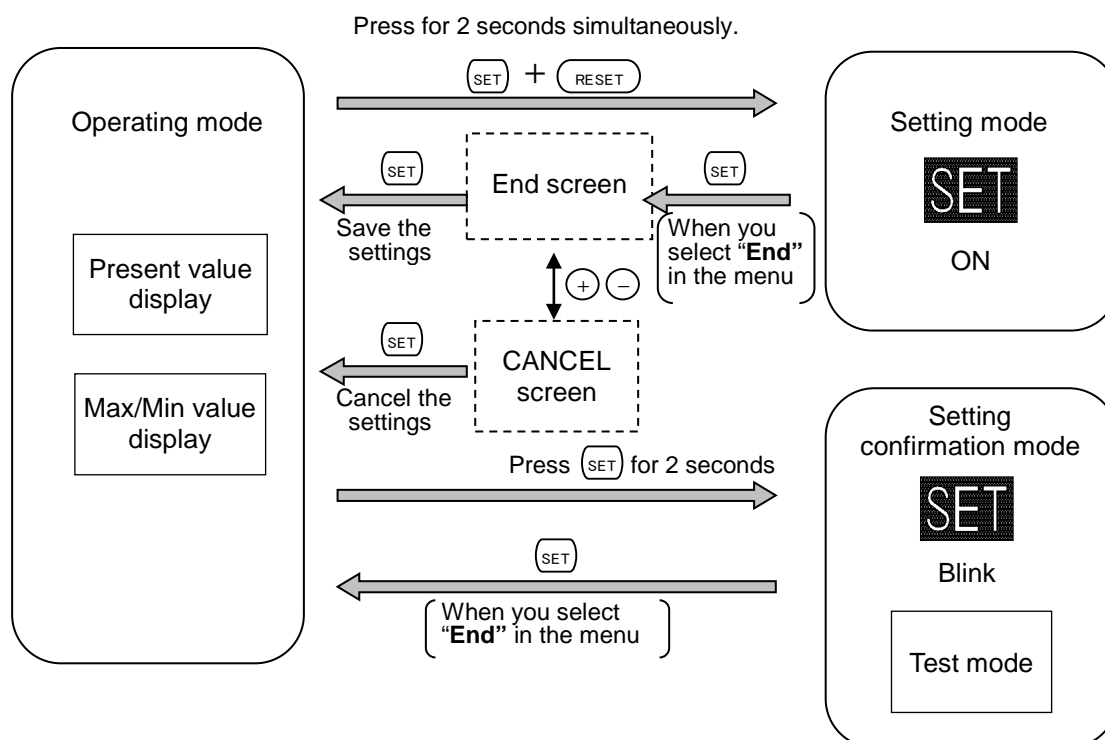 Press for 2 seconds simultaneously.
SET + RESET
Operating mode
Setting mode
SET
End screen
SET
SET
Save the
settings
When you
select “End”
in the menu
ON
Present value
display
+ −
SET
CANCEL
screen
Cancel the
settings
Max/Min value
display
Setting
confirmation mode
Press SET for 2 seconds
SET
SET
Blink
When you select
“End” in the menu
Test mode